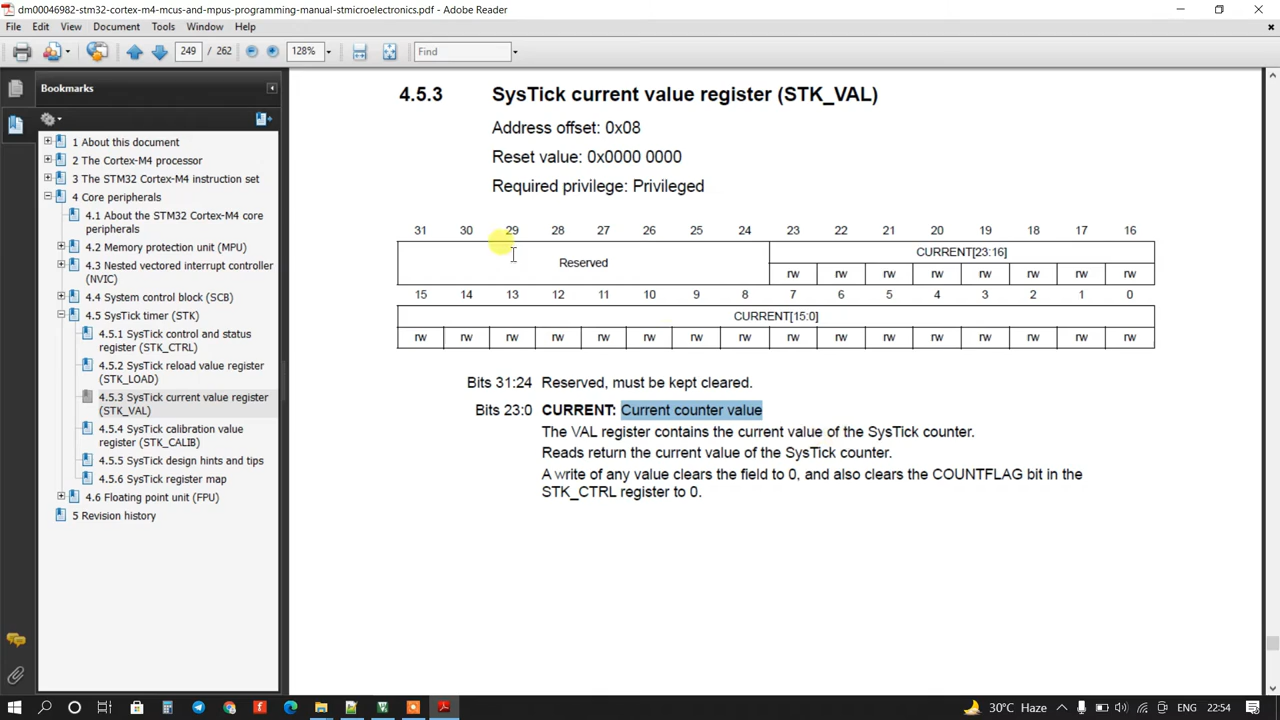 dm00046982-stm32-cortex-m4-mcus-and-mpus-programming-manual-stmicroelectronics.pdf - Adobe Reader
File Edit View Document Tools Window Help
249 / 262 128% Find
Bookmarks
1 About this document
2 The Cortex-M4 processor
3 The STM32 Cortex-M4 instruction set
4 Core peripherals
4.1 About the STM32 Cortex-M4 core
peripherals
4.2 Memory protection unit (MPU)
4.3 Nested vectored interrupt controller
(NVIC)
4.4 System control block (SCB)
4.5 SysTick timer (STK)
4.5.1 SysTick control and status
register (STK_CTRL)
4.5.2 SysTick reload value register
(STK_LOAD)
4.5.3 SysTick current value register
(STK_VAL)
4.5.4 SysTick calibration value
register (STK_CALIB)
4.5.5 SysTick design hints and tips
4.5.6 SysTick register map
4.6 Floating point unit (FPU)
5 Revision history
4.5.3 SysTick current value register (STK_VAL)
Address offset: 0x08
Reset value: 0x0000 0000
Required privilege: Privileged
31 30 29 28 27 26 25 24 23 22 21 20 19 18 17 16
Reserved CURRENT[23:16]
rw rw rw rw rw rw rw rw
15 14 13 12 11 10 9 8 7 6 5 4 3 2 1 0
CURRENT[15:0]
rw rw rw rw rw rw rw rw rw rw rw rw rw rw rw rw
Bits 31:24 Reserved, must be kept cleared.
Bits 23:0 CURRENT: Current counter value
The VAL register contains the current value of the SysTick counter.
Reads return the current value of the SysTick counter.
A write of any value clears the field to 0, and also clears the COUNTFLAG bit in the
STK_CTRL register to 0.
30°C Haze ENG 22:54